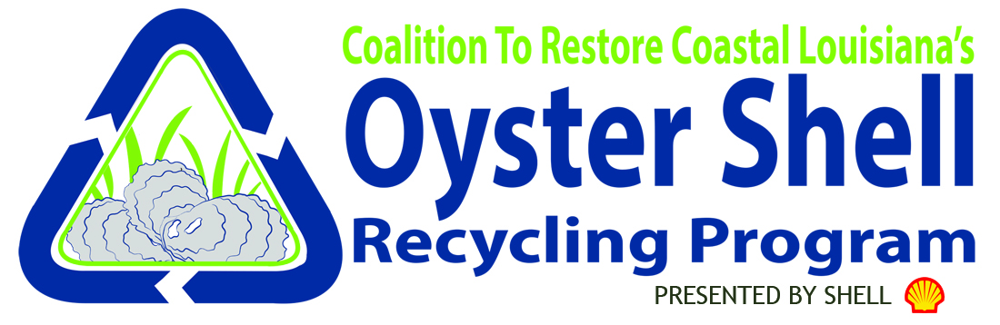 Coalition To Restore Coastal Louisiana's
Oyster Shell
Recycling Program
PRESENTED BY SHELL